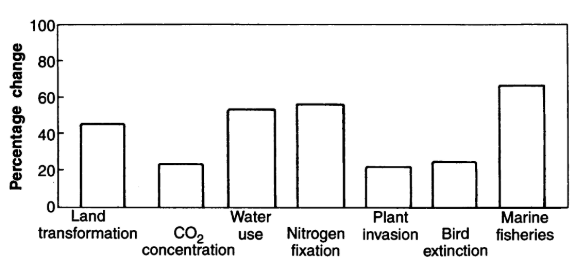 Percentage change
100
80
60
40
20
0
Land
transformation
CO₂
concentration
Water
use
Nitrogen
fixation
Plant
invasion
Bird
extinction
Marine
fisheries